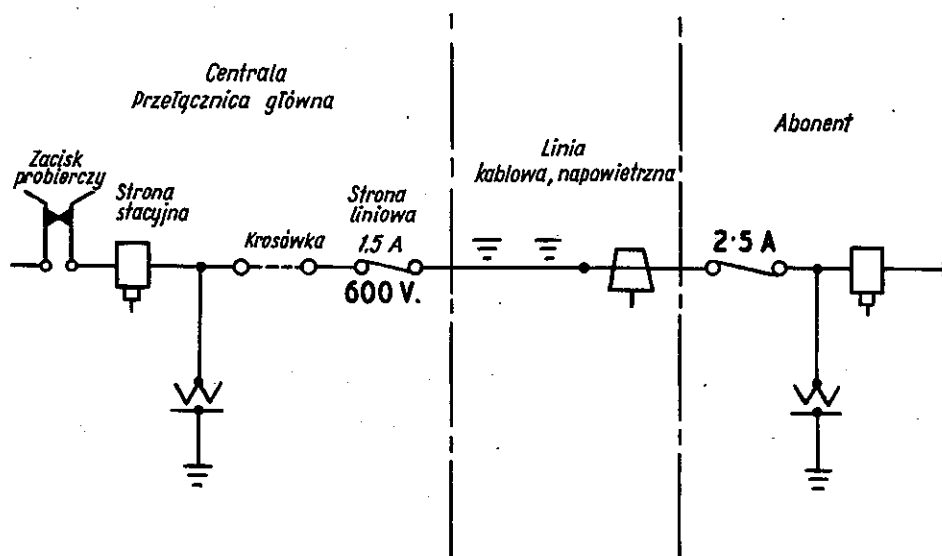 Centrala
Przełącznica główna
Abonent
Linia
kablowa, napowietrzna
Zacisk
probierczy
Strona
stacyjna
Strona
liniowa
Krosówka
1.5 A
600 V.
2·5 A